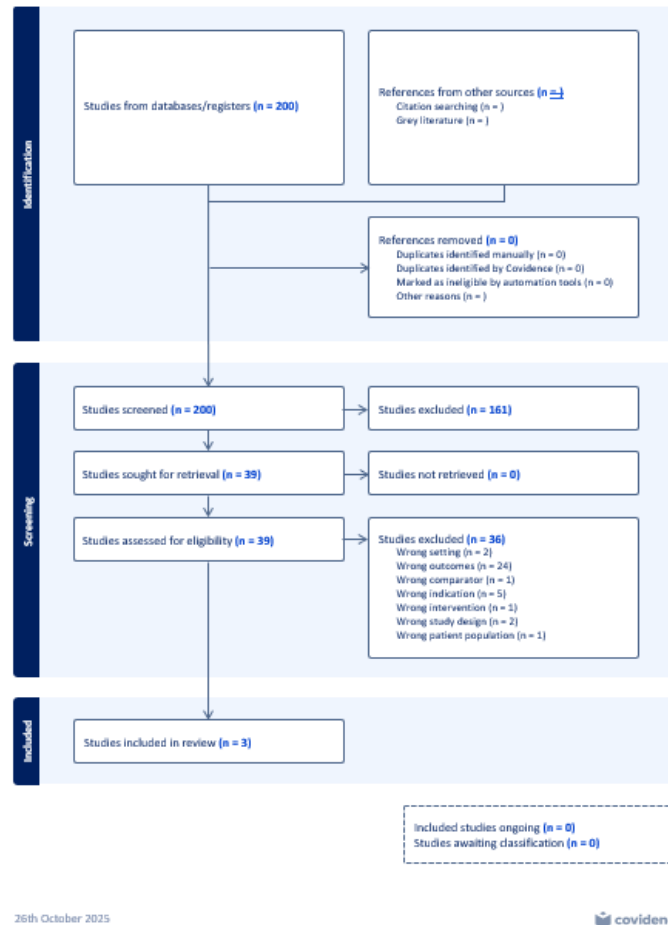 Identification
Studies from databases/registers (n = 200)
References from other sources (n = )
Citation searching (n = )
Grey literature (n = )
References removed (n = 0)
Duplicates identified manually (n = 0)
Duplicates identified by Covidence (n = 0)
Marked as ineligible by automation tools (n = 0)
Other reasons (n = )
Screening
Studies screened (n = 200)
Studies excluded (n = 161)
Studies sought for retrieval (n = 39)
Studies not retrieved (n = 0)
Studies assessed for eligibility (n = 39)
Studies excluded (n = 36)
Wrong setting (n = 2)
Wrong outcomes (n = 24)
Wrong comparator (n = 1)
Wrong indication (n = 5)
Wrong intervention (n = 1)
Wrong study design (n = 2)
Wrong patient population (n = 1)
Included
Studies included in review (n = 3)
Included studies ongoing (n = 0)
Studies awaiting classification (n = 0)
26th October 2025
coviden